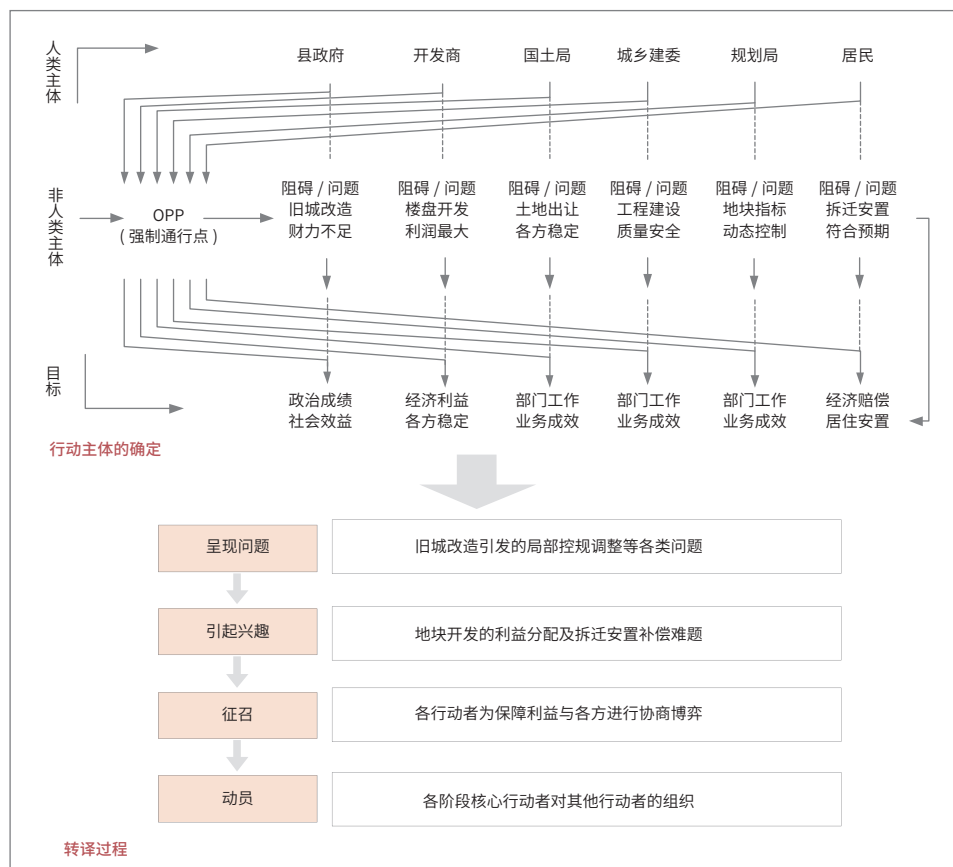 人类主体
县政府
开发商
国土局
城乡建委
规划局
居民
非人类主体
OPP
( 强制通行点 )
阻碍 / 问题
旧城改造
财力不足
阻碍 / 问题
楼盘开发
利润最大
阻碍 / 问题
土地出让
各方稳定
阻碍 / 问题
工程建设
质量安全
阻碍 / 问题
地块指标
动态控制
阻碍 / 问题
拆迁安置
符合预期
目标
政治成绩
社会效益
经济利益
各方稳定
部门工作
业务成效
部门工作
业务成效
部门工作
业务成效
经济赔偿
居住安置
行动主体的确定
呈现问题
旧城改造引发的局部控规调整等各类问题
引起兴趣
地块开发的利益分配及拆迁安置补偿难题
征召
各行动者为保障利益与各方进行协商博弈
动员
各阶段核心行动者对其他行动者的组织
转译过程